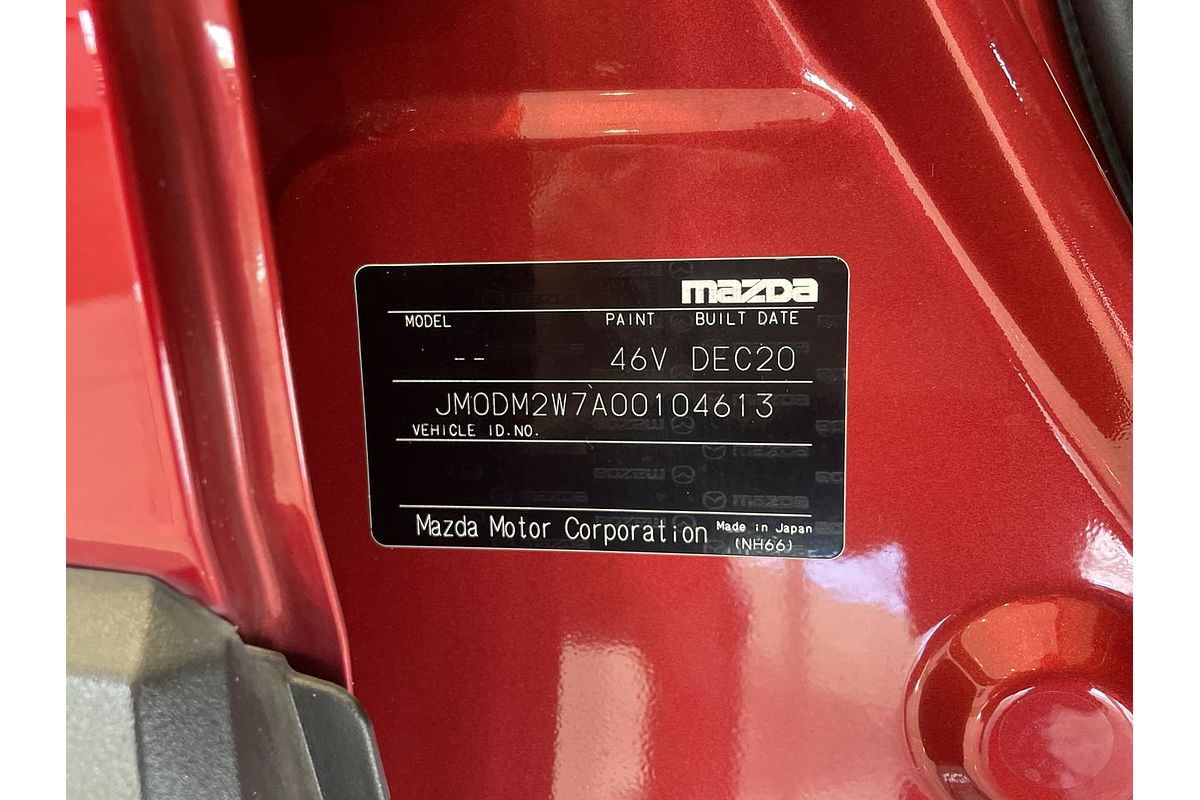 mazda
MODEL PAINT BUILT DATE
-- 46V DEC20
JM0DM2W7A00104613
VEHICLE ID.NO.
Mazda Motor Corporation Made in Japan
(NH66)